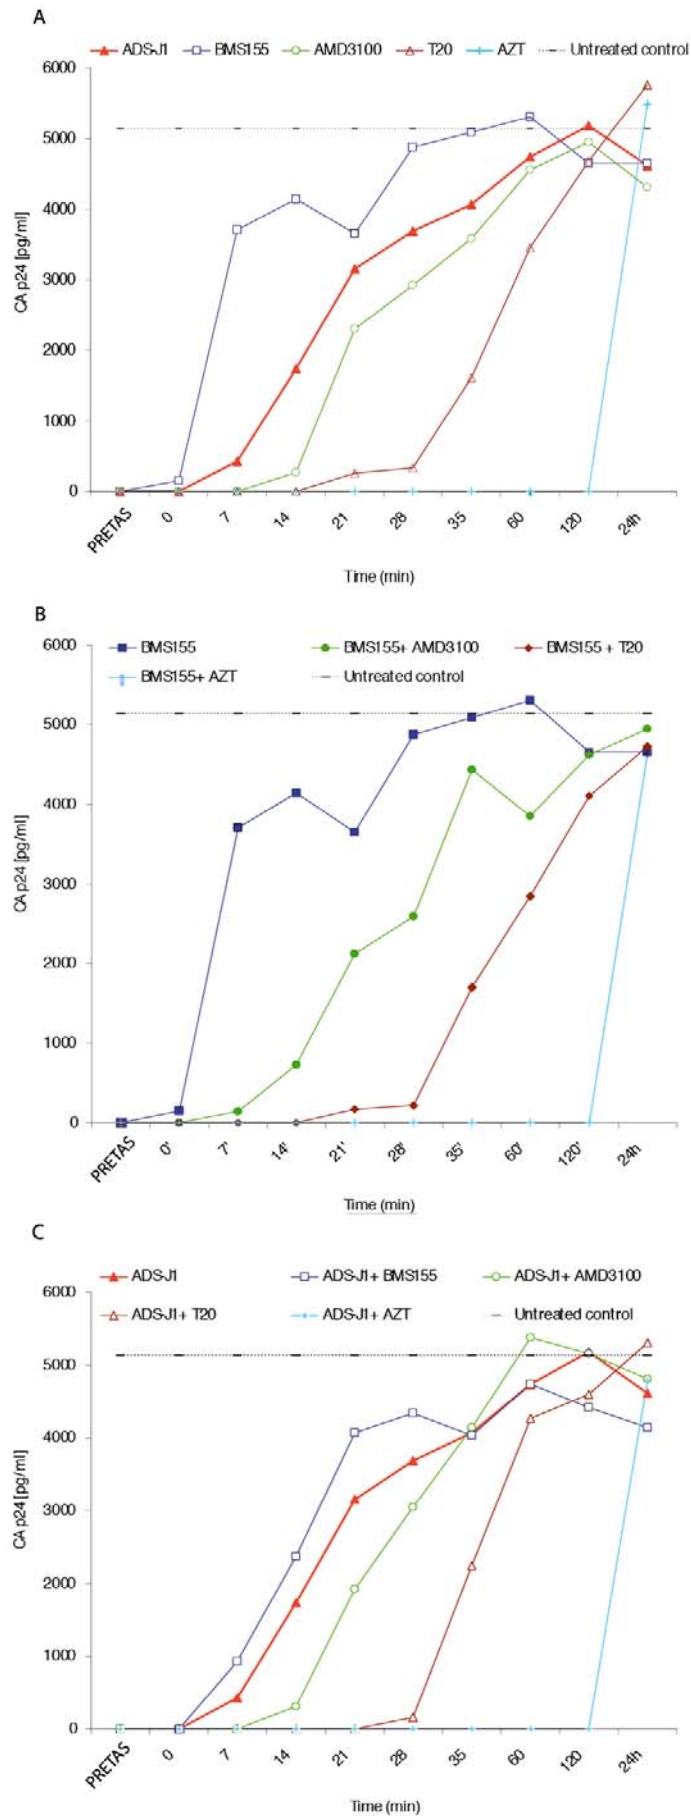 A
ADS-J1 BMS155 AMD3100 T20 AZT Untreated control
6000
5000
4000
3000
2000
1000
0
CA p24 [pg/ml]
PRETAS 0 7 14 21 28 35 60 120 24h
Time (min)
B
6000
BMS155 BMS155+ AMD3100 BMS155 + T20
BMS155+ AZT Untreated control
5000
4000
3000
2000
1000
0
CA p24 [pg/ml]
PRETAS 0' 7' 14' 21' 28' 35' 60' 120' 24h
Time (min)
C
6000
ADS-J1 ADS-J1+ BMS155 ADS-J1+ AMD3100
ADS-J1+ T20 ADS-J1+ AZT Untreated control
5000
4000
3000
2000
1000
0
CA p24 [pg/ml]
PRETAS 0 7 14 21 28 35 60 120 24h
Time (min)